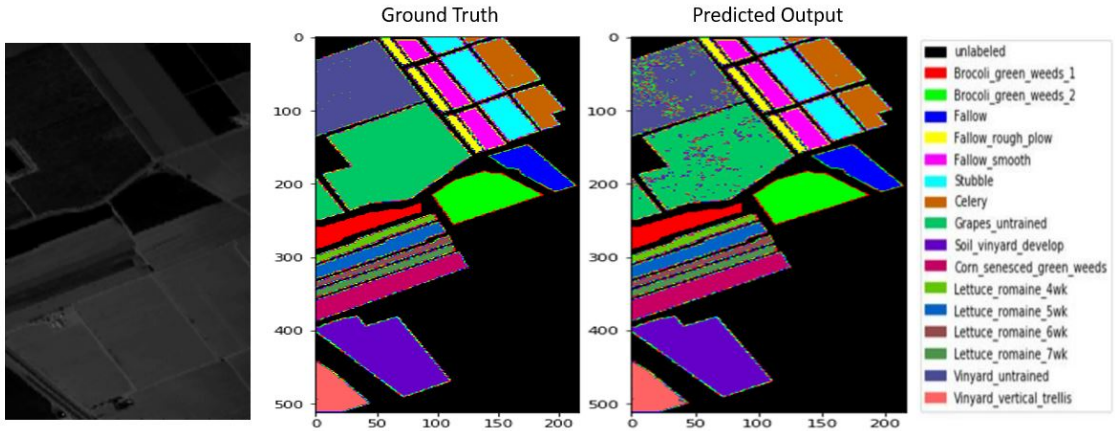 Ground Truth
Predicted Output
0
100
200
300
400
500
0
50
100
150
200
0
100
200
300
400
500
0
50
100
150
200
unlabeled
Brocoli_green_weeds_1
Brocoli_green_weeds_2
Fallow
Fallow_rough_plow
Fallow_smooth
Stubble
Celery
Grapes_untrained
Soil_vinyard_develop
Corn_senesced_green_weeds
Lettuce_romaine_4wk
Lettuce_romaine_5wk
Lettuce_romaine_6wk
Lettuce_romaine_7wk
Vinyard_untrained
Vinyard_vertical_trellis